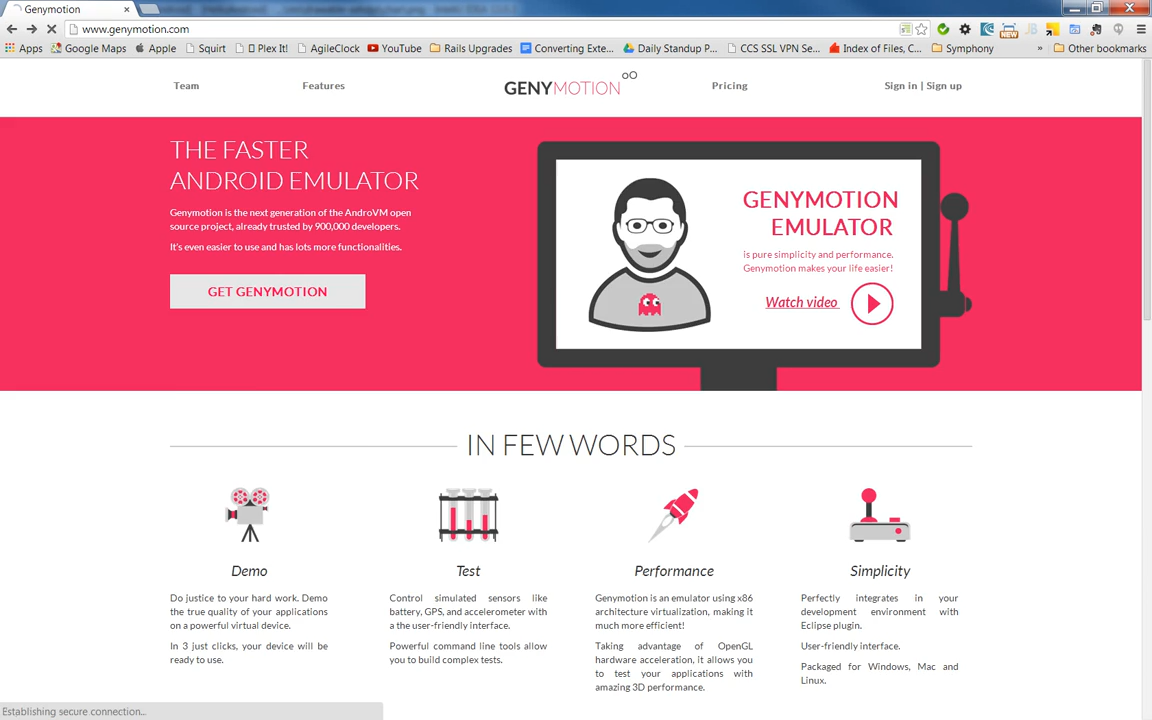 Genymotion
www.genymotion.com
Apps Google Maps Apple Squirt Plex It! AgileClock YouTube Rails Upgrades Converting Exte... Daily Standup P... CCS SSL VPN Se... Index of Files, C... Symphony » Other bookmarks
Team Features GENYMOTION Pricing Sign in | Sign up
THE FASTER
ANDROID EMULATOR
Genymotion is the next generation of the AndroVM open
source project, already trusted by 900,000 developers.
It's even easier to use and has lots more functionalities.
GET GENYMOTION
GENYMOTION
EMULATOR
is pure simplicity and performance.
Genymotion makes your life easier!
Watch video
IN FEW WORDS
Demo
Do justice to your hard work. Demo
the true quality of your applications
on a powerful virtual device.
In 3 just clicks, your device will be
ready to use.
Test
Control simulated sensors like
battery, GPS, and accelerometer with
a the user-friendly interface.
Powerful command line tools allow
you to build complex tests.
Performance
Genymotion is an emulator using x86
architecture virtualization, making it
much more efficient!
Taking advantage of OpenGL
hardware acceleration, it allows you
to test your applications with
amazing 3D performance.
Simplicity
Perfectly integrates in your
development environment with
Eclipse plugin.
User-friendly interface.
Packaged for Windows, Mac and
Linux.
Establishing secure connection...